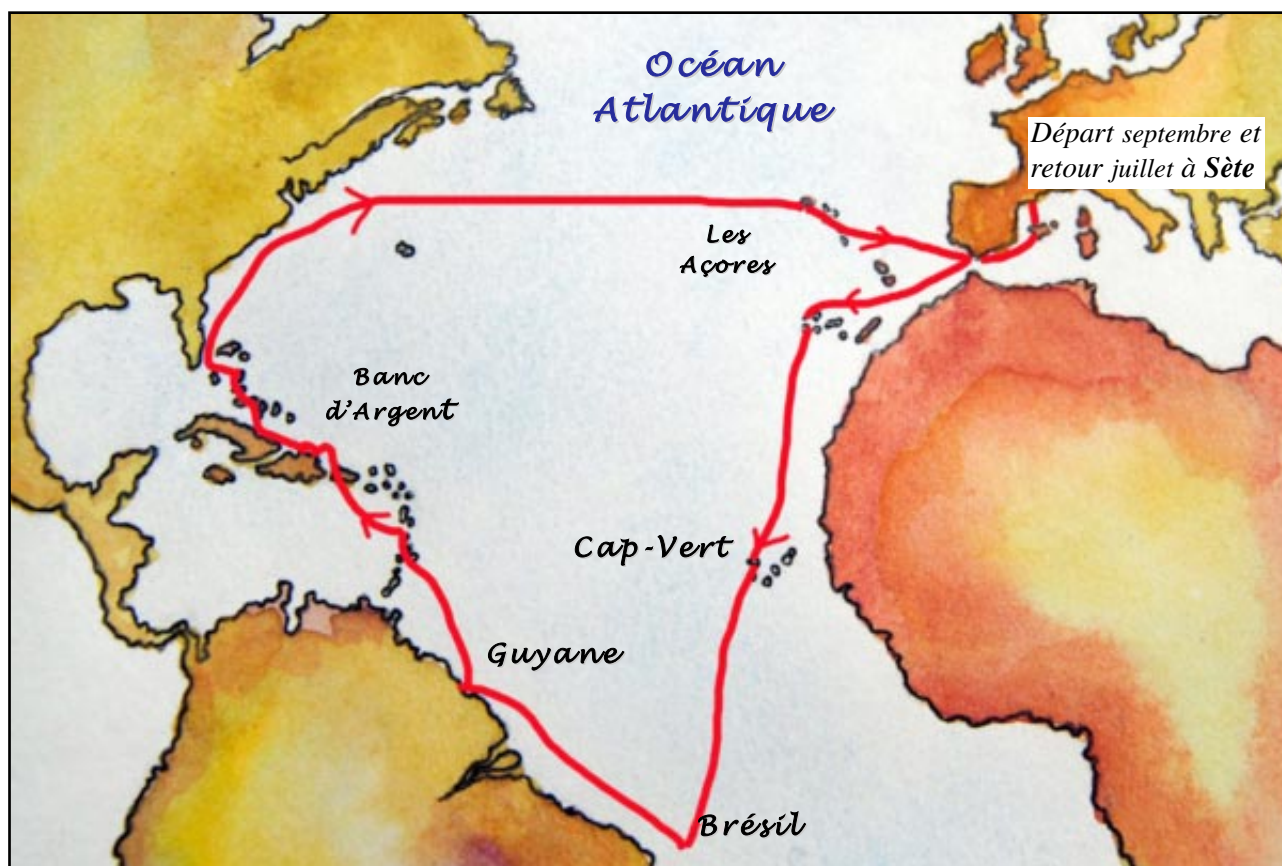 Océan
Atlantique
Départ septembre et
retour juillet à Sète
Les
Açores
Banc
d'Argent
Cap-Vert
Guyane
Brésil